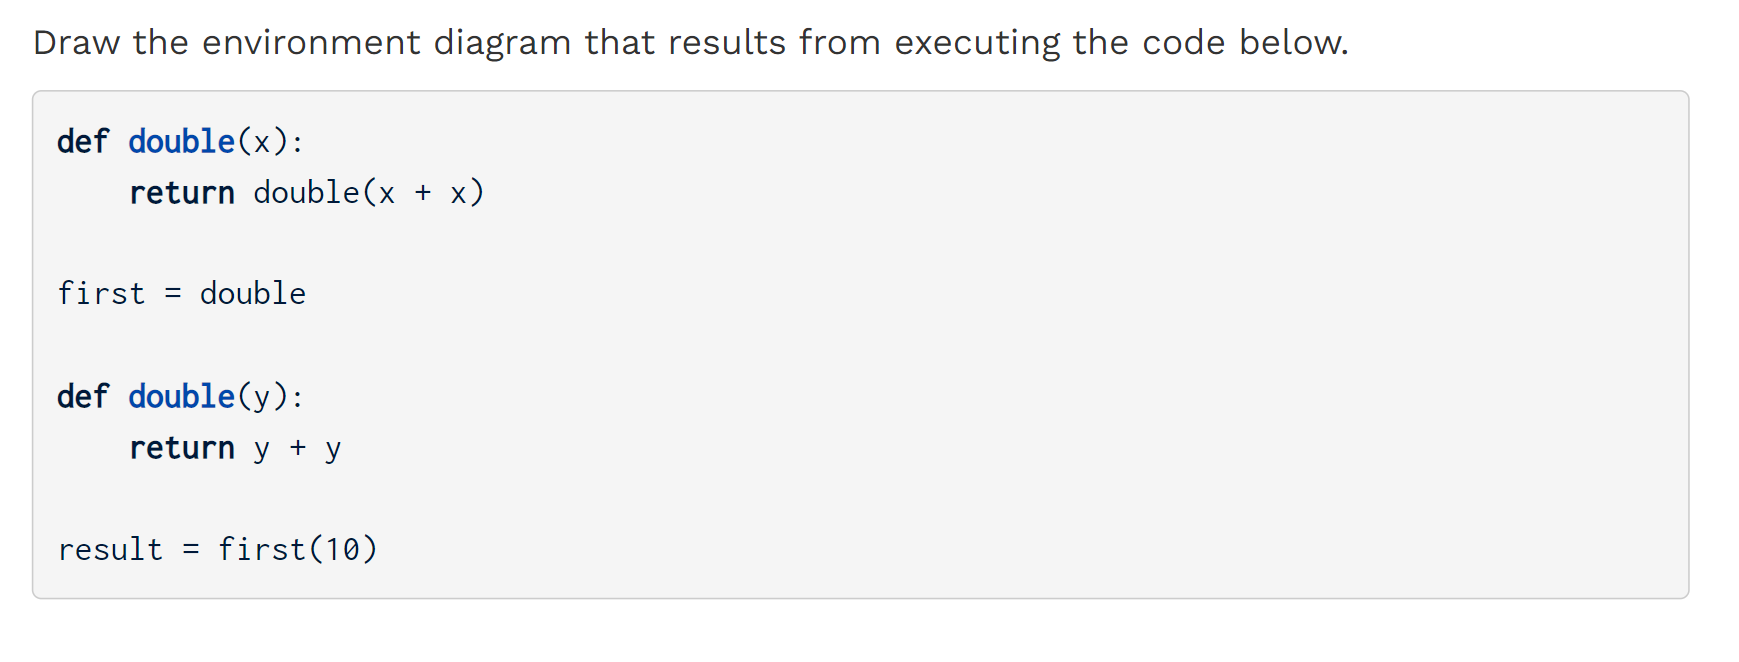 Draw the environment diagram that results from executing the code below.
def double(x):
    return double(x + x)
first = double
def double(y):
    return y + y
result = first(10)